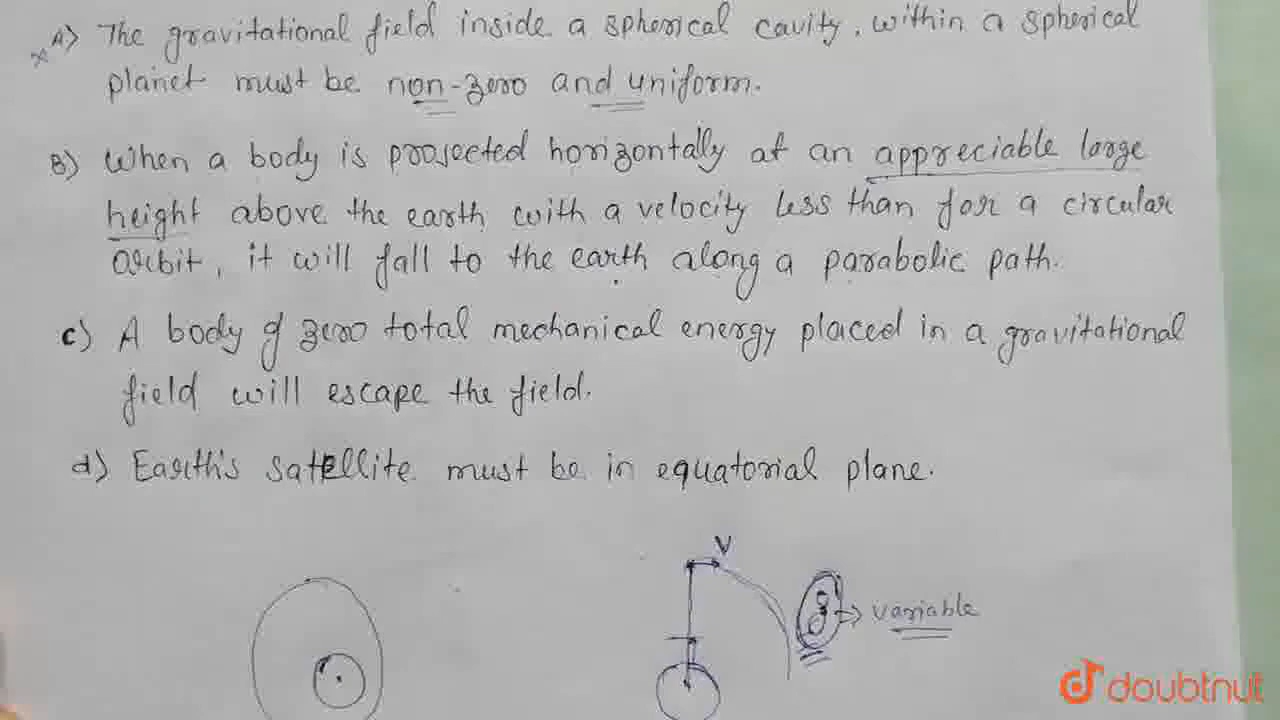 A) The gravitational field inside a spherical cavity, within a spherical
planet must be non-zero and uniform.
B) When a body is projected horizontally at an appreciable large
height above the earth with a velocity less than for a circular
orbit, it will fall to the earth along a parabolic path.
c) A body of zero total mechanical energy placed in a gravitational
field will escape the field.
d) Earth's satellite must be in equatorial plane.
V
g → variable
doubtnut